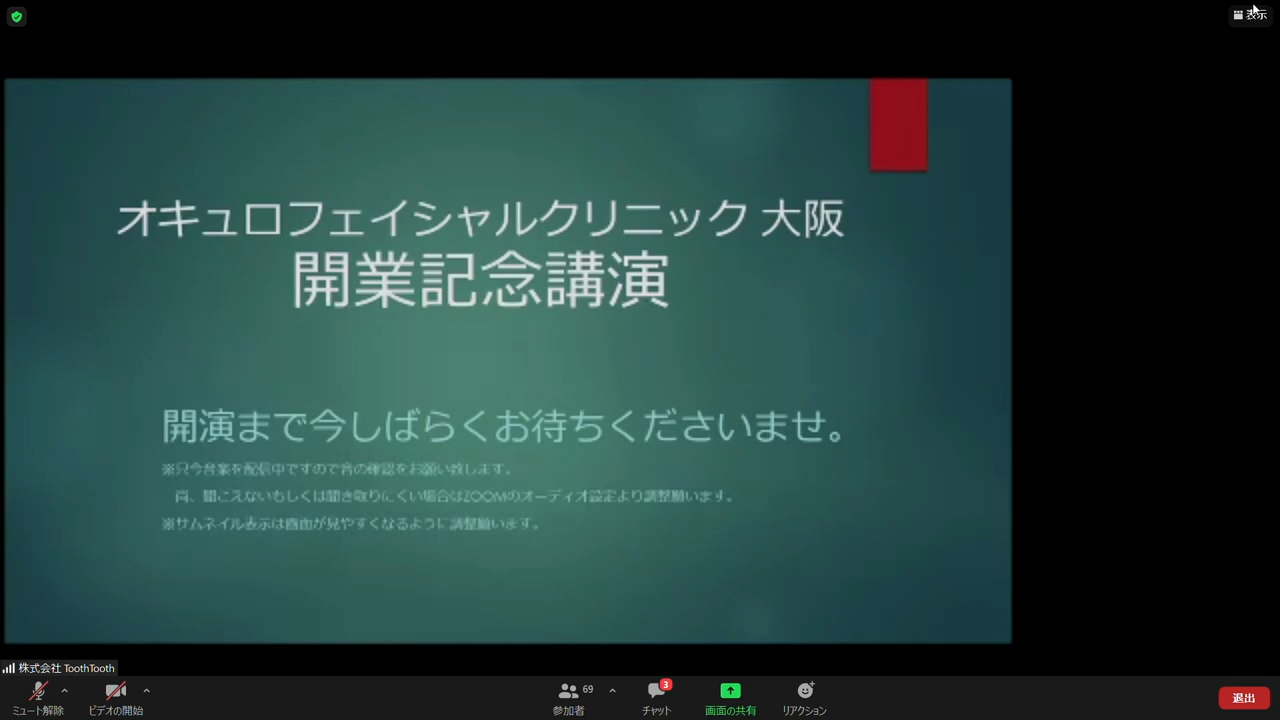 表示
オキュロフェイシャルクリニック 大阪
開業記念講演
開演まで今しばらくお待ちくださいませ。
※只今音楽を配信中ですので音の確認をお願い致します。
尚、聞こえないもしくは聞き取りにくい場合はZOOMのオーディオ設定より調整願います。
※サムネイル表示は画面が見やすくなるように調整願います。
株式会社 ToothTooth
ミュート解除
ビデオの開始
69
参加者
3
チャット
画面の共有
リアクション
退出